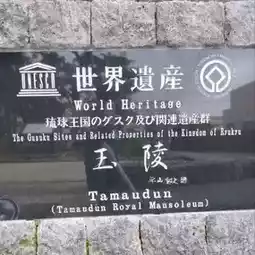 UNESCO
世界遺産
World Heritage
琉球王国のグスク及び関連遺産群
The Gusuku Sites and Related Properties of the Kingdom of Ryukyu
玉陵
Tamaudun
(Tamaudun Royal Mausoleum)